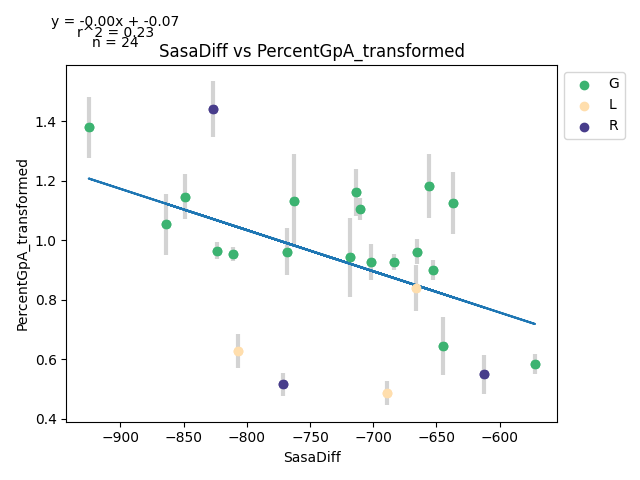 y = -0.00x + -0.07
r^2 = 0.23
n = 24
SasaDiff vs PercentGpA_transformed
G
L
R
PercentGpA_transformed
1.4
1.2
1.0
0.8
0.6
0.4
−900
−850
−800
−750
−700
−650
−600
SasaDiff